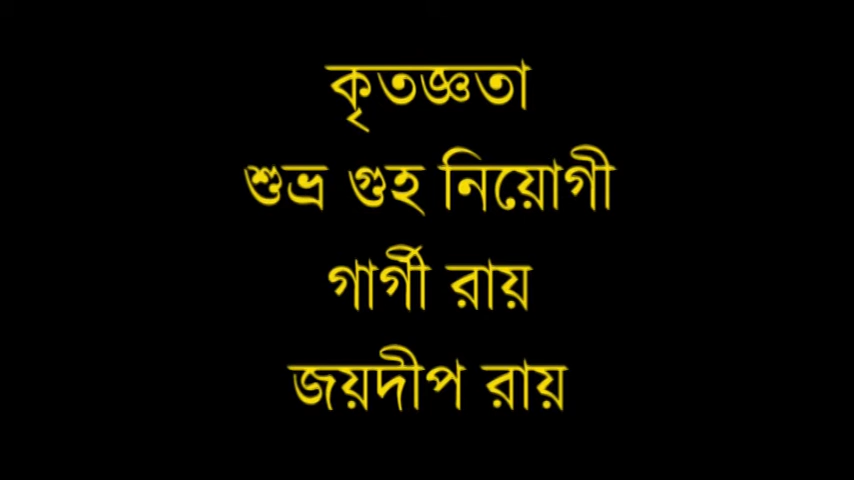 কৃতজ্ঞতা
শুভ্র গুহ নিয়োগী
গার্গী রায়
জয়দীপ রায়